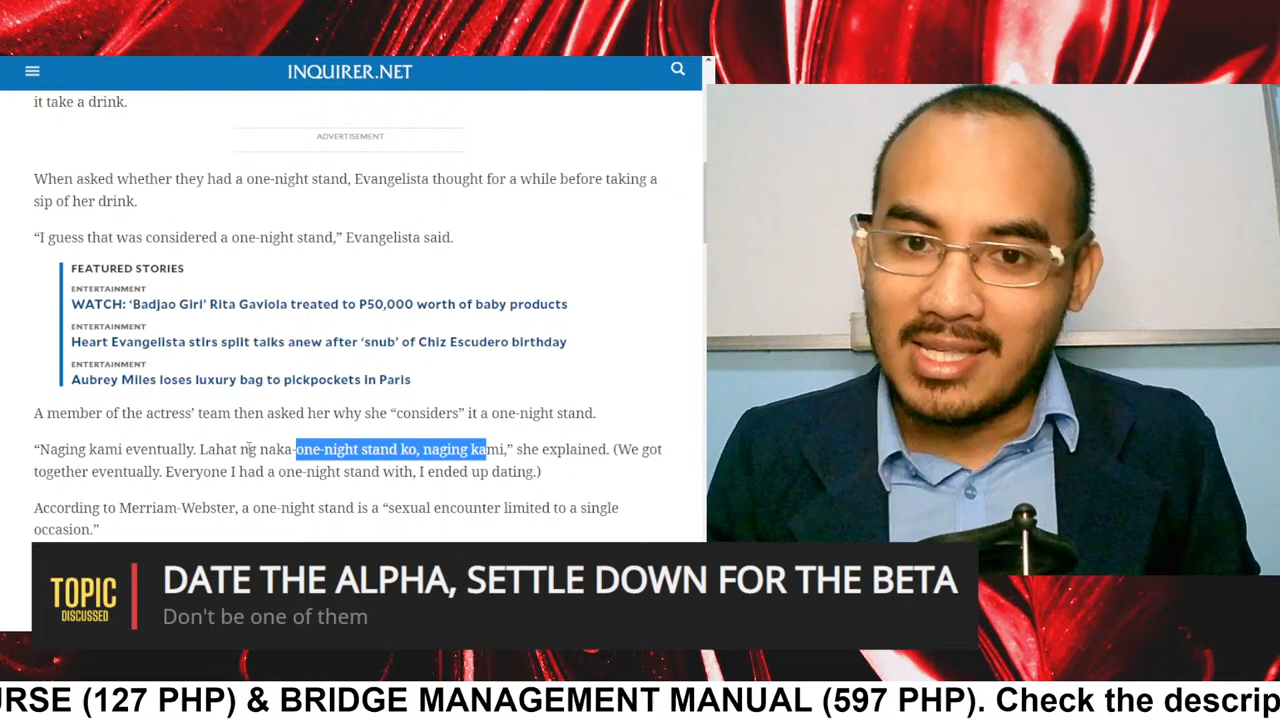 INQUIRER.NET
it take a drink.
ADVERTISEMENT
When asked whether they had a one-night stand, Evangelista thought for a while before taking a
sip of her drink.
“I guess that was considered a one-night stand,” Evangelista said.
FEATURED STORIES
ENTERTAINMENT
WATCH: ‘Badjao Girl’ Rita Gaviola treated to P50,000 worth of baby products
ENTERTAINMENT
Heart Evangelista stirs split talks anew after ‘snub’ of Chiz Escudero birthday
ENTERTAINMENT
Aubrey Miles loses luxury bag to pickpockets in Paris
A member of the actress’ team then asked her why she “considers” it a one-night stand.
“Naging kami eventually. Lahat ng naka-one-night stand ko, naging kami,” she explained. (We got
together eventually. Everyone I had a one-night stand with, I ended up dating.)
According to Merriam-Webster, a one-night stand is a “sexual encounter limited to a single
occasion.”
TOPIC
DISCUSSED
DATE THE ALPHA, SETTLE DOWN FOR THE BETA
Don't be one of them
URSE (127 PHP) & BRIDGE MANAGEMENT MANUAL (597 PHP). Check the descrip